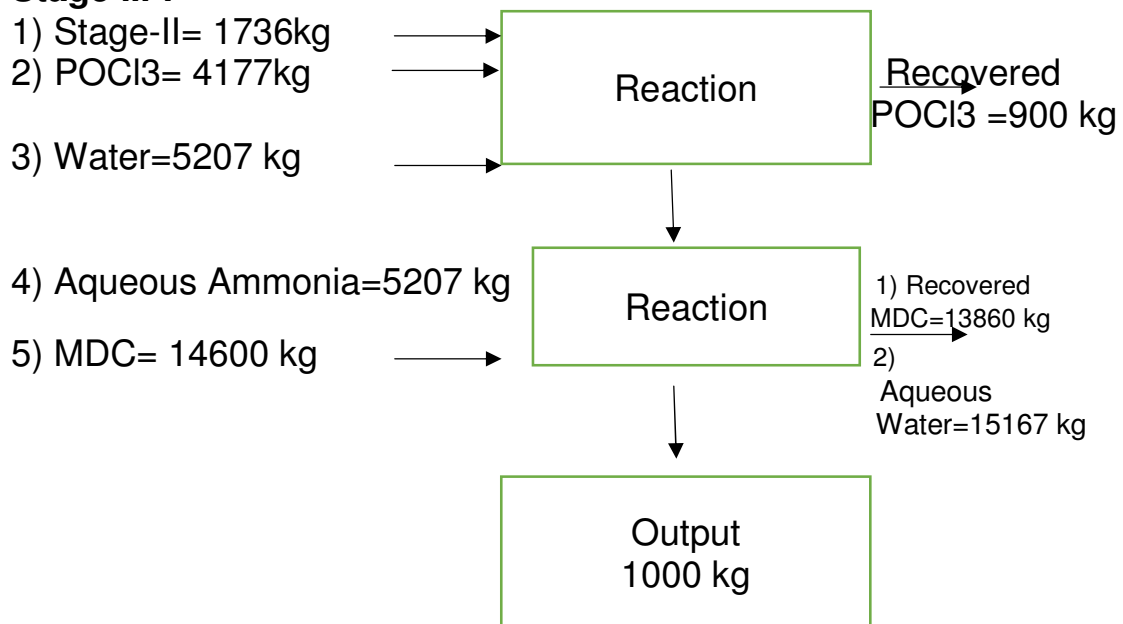 1) Stage-II= 1736kg
2) POCl3= 4177kg
3) Water=5207 kg
Reaction
Recovered
POCl3 =900 kg
4) Aqueous Ammonia=5207 kg
5) MDC= 14600 kg
Reaction
1) Recovered
MDC=13860 kg
2)
Aqueous
Water=15167 kg
Output
1000 kg